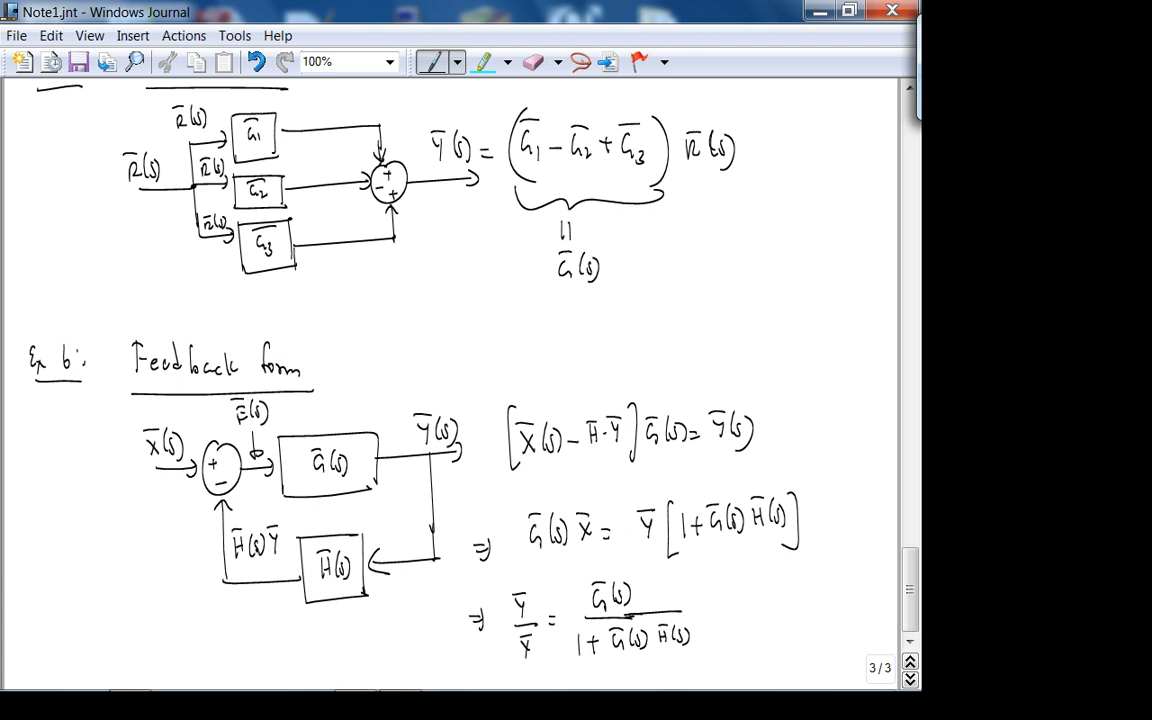 Note1.jnt - Windows Journal
File Edit View Insert Actions Tools Help
100%
R̄(s)
R̄(s) R̄(s) R̄(s)
Ḡ1
Ḡ2
Ḡ3
+ - +
Ȳ(s) = (Ḡ1 - Ḡ2 + Ḡ3) R̄(s)
||
Ḡ(s)
Ex 6: Feedback form
Ē(s)
X̄(s) + - Ḡ(s) Ȳ(s)
H̄(s)Ȳ H̄(s)
[X̄(s) - H̄·Ȳ] Ḡ(s) = Ȳ(s)
⇒ Ḡ(s) X̄ = Ȳ [1 + Ḡ(s) H̄(s)]
⇒ Ȳ/X̄ = Ḡ(s) / 1 + Ḡ(s) H̄(s)
3/3